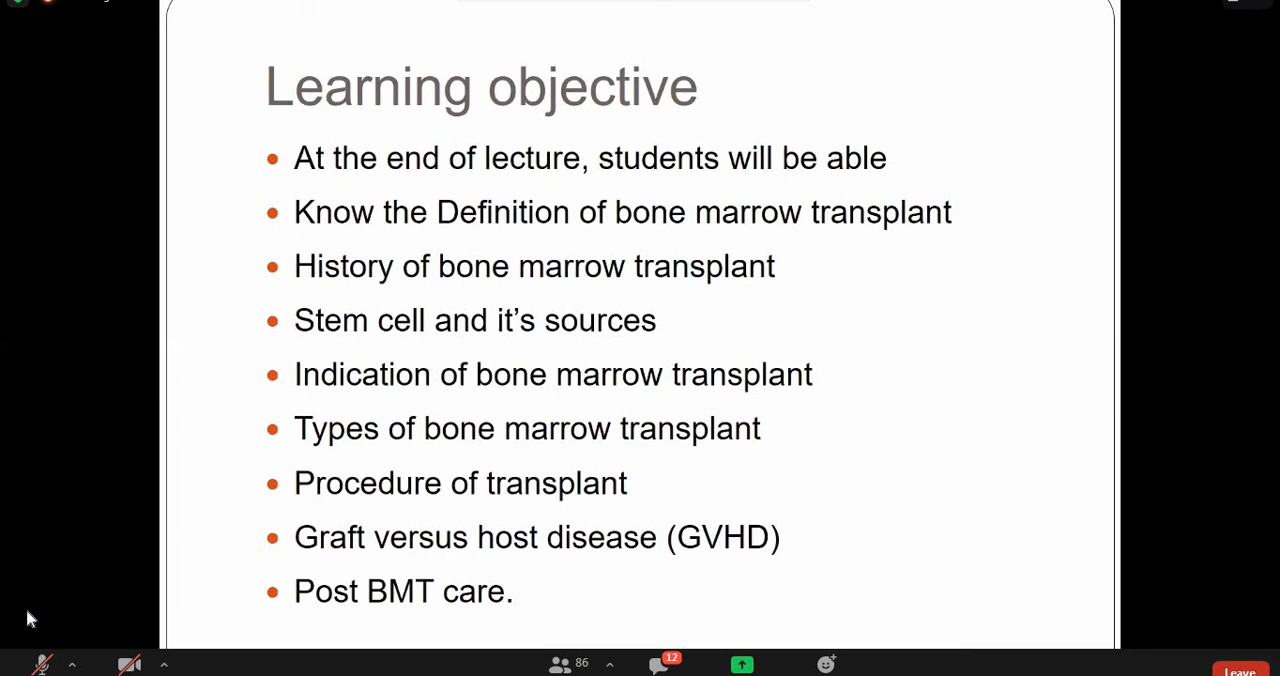 Learning objective
At the end of lecture, students will be able
Know the Definition of bone marrow transplant
History of bone marrow transplant
Stem cell and it's sources
Indication of bone marrow transplant
Types of bone marrow transplant
Procedure of transplant
Graft versus host disease (GVHD)
Post BMT care.
86
12
Leave